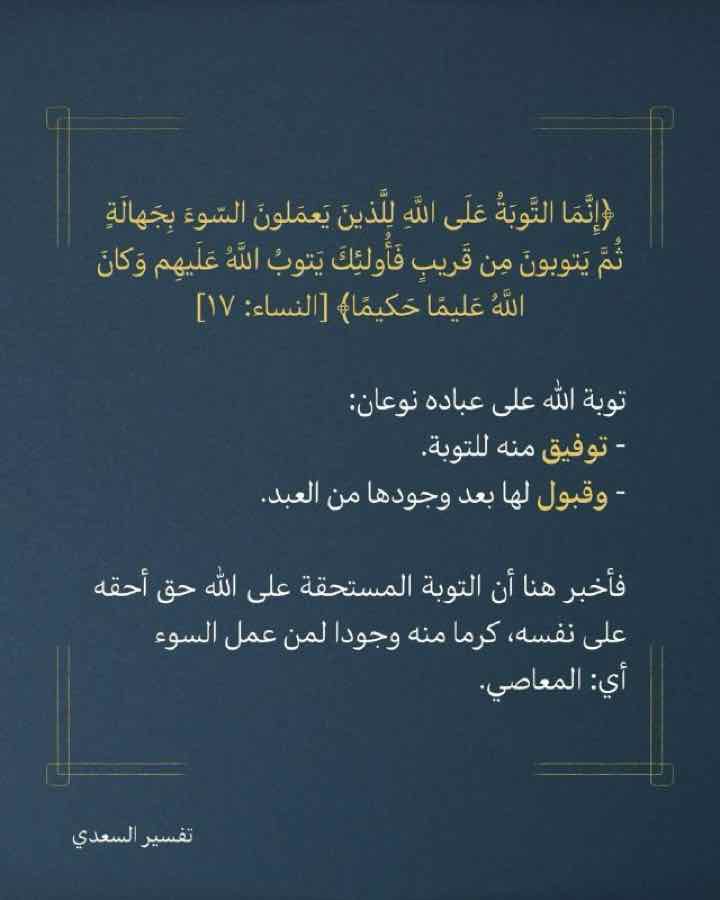 ﴿إِنَّمَا التَّوبَةُ عَلَى اللَّهِ لِلَّذينَ يَعمَلونَ السّوءَ بِجَهالَةٍ
ثُمَّ يَتوبونَ مِن قَريبٍ فَأُولئِكَ يَتوبُ اللَّهُ عَلَيهِم وَكانَ
اللَّهُ عَليمًا حَكيمًا﴾ [النساء: ١٧]
توبة الله على عباده نوعان:
- توفيق منه للتوبة.
- وقبول لها بعد وجودها من العبد.
فأخبر هنا أن التوبة المستحقة على الله حق أحقه
على نفسه، كرما منه وجودا لمن عمل السوء
أي: المعاصي.
تفسير السعدي